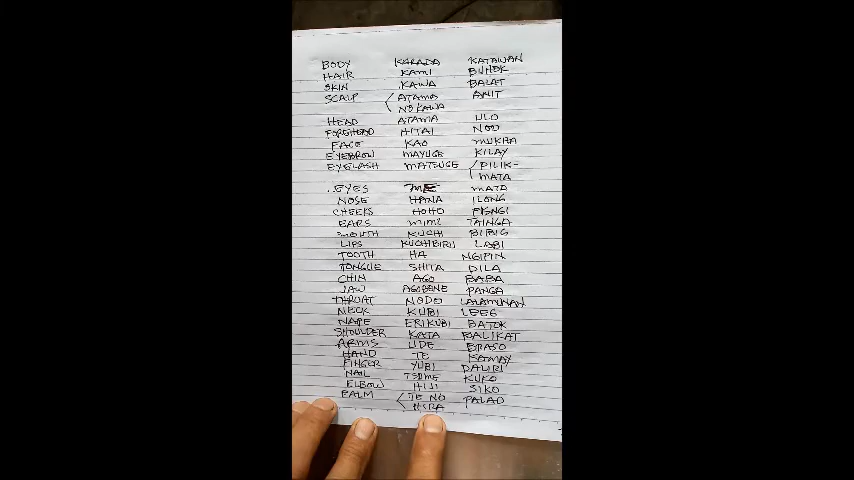 BODY KARADA KATAWAN
HAIR KAMI BUHOK
SKIN KAWA BALAT
SCALP ATAMA ANIT
NO KAWA
HEAD ATAMA ULO
FOREHEAD HITAI NOO
FACE KAO MUKHA
EYEBROW MAYUGE KILAY
EYELASH MATSUGE PILIK-
MATA
EYES ME MATA
NOSE HANA ILONG
CHEEKS HOHO PISNGI
EARS MIMI TAINGA
MOUTH KUCHI BIBIG
LIPS KUCHIBIRU LABI
TOOTH HA NGIPIN
TONGUE SHITA DILA
CHIN AGO BABA
JAW AGOBONE PANGA
THROAT NODO LALAMUNAN
NECK KUBI LEEG
NAPE ERIKUBI BATOK
SHOULDER KATA BALIKAT
ARMS UDE BRASO
HAND TE KAMAY
FINGER YUBI DALIRI
NAIL TSUME KUKO
ELBOW HIJI SIKO
PALM TE NO PALAD
HIRA